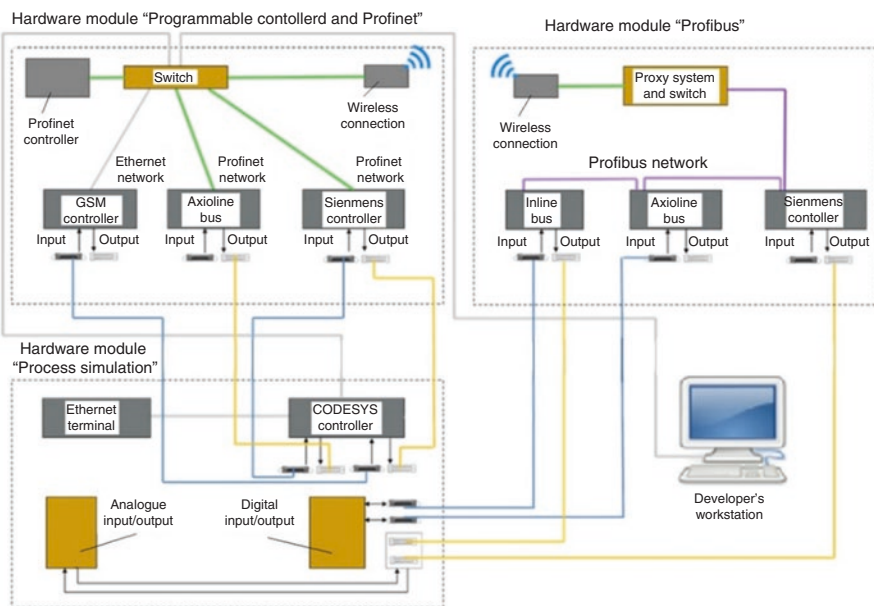 Hardware module “Programmable contollerd and Profinet”
Hardware module “Profibus”
Switch
Proxy system
and switch
Profinet
controller
Wireless
connection
Wireless
connection
Ethernet
network
Profinet
network
Profinet
network
Profibus network
GSM
controller
Axioline
bus
Sienmens
controller
Inline
bus
Axioline
bus
Sienmens
contoller
Input
Output
Input
Output
Input
Output
Input
Output
Input
Output
Input
Output
Hardware module
“Process simulation”
Ethernet
terminal
CODESYS
controller
Analogue
input/output
Digital
input/output
Developer's
workstation